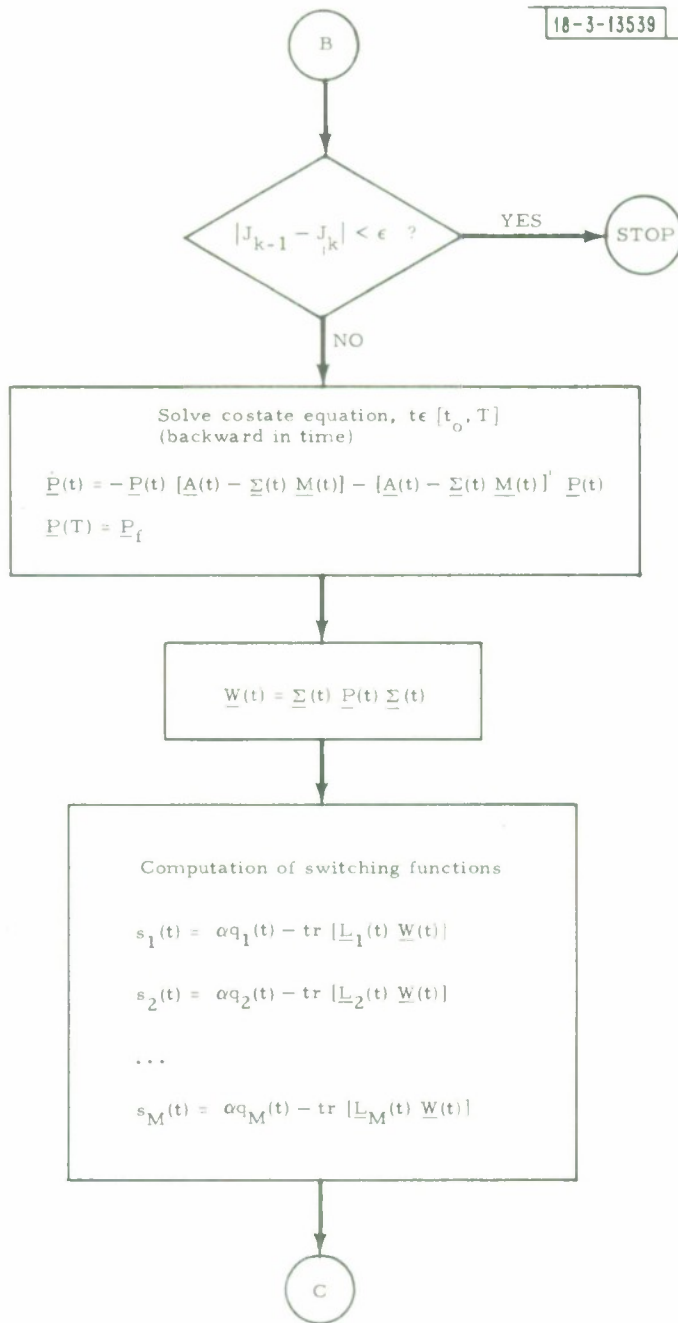 18-3-13539
B
|J_{k-1} − J_k| < ϵ ?
YES
STOP
NO
Solve costate equation, tϵ [t_o, T]
(backward in time)
Ṗ(t) = −P(t) [A(t) − Σ(t) M(t)] − [A(t) − Σ(t) M(t)]' P(t)
P(T) = P_f
W(t) = Σ(t) P(t) Σ(t)
Computation of switching functions
s_1(t) = αq_1(t) − tr [L_1(t) W(t)]
s_2(t) = αq_2(t) − tr [L_2(t) W(t)]
...
s_M(t) = αq_M(t) − tr [L_M(t) W(t)]
C